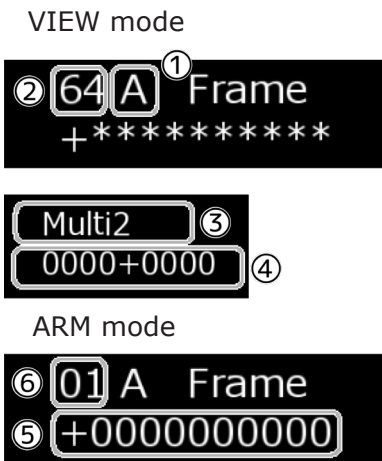 VIEW mode
①
② 64 A Frame
+**********
Multi2 ③
0000+0000 ④
ARM mode
⑥ 01 A Frame
⑤ +0000000000